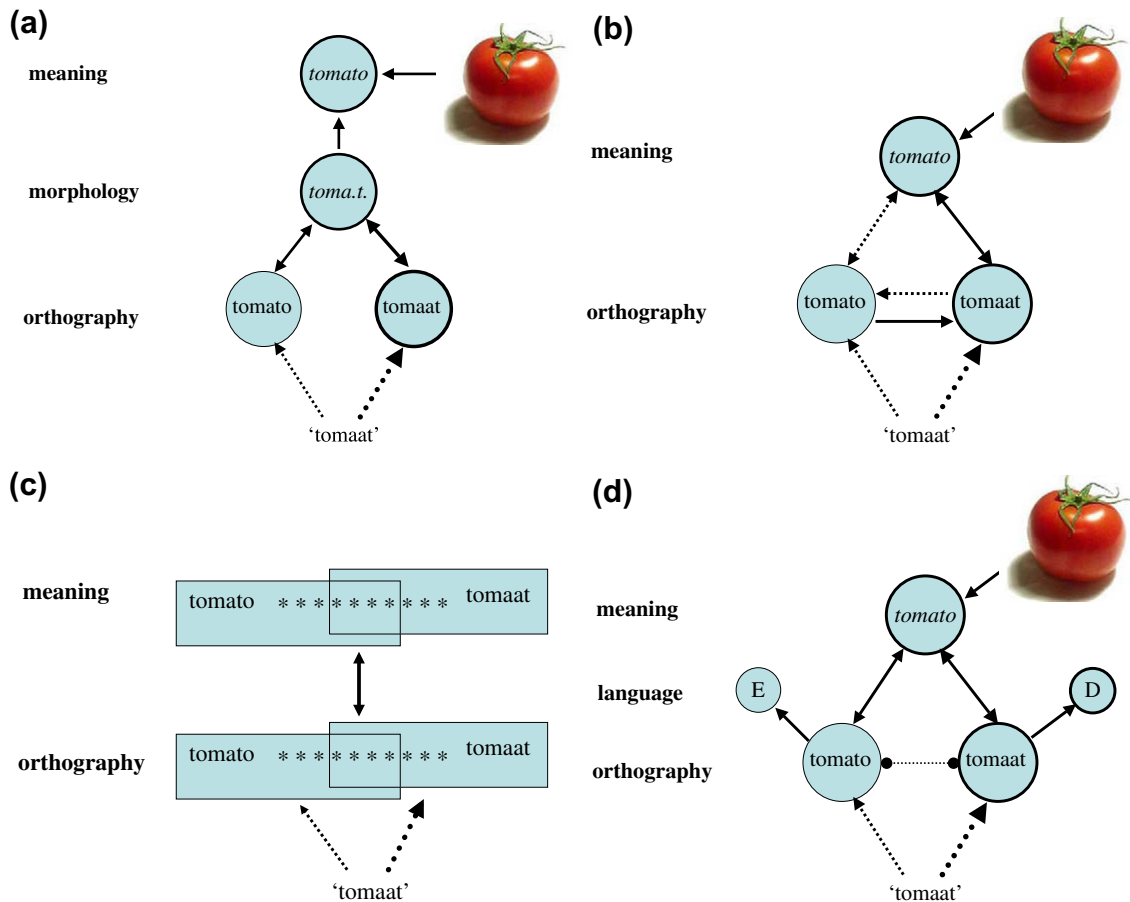 (a)
meaning
tomato
morphology
toma.t.
orthography
tomato
tomaat
‘tomaat’
(b)
meaning
tomato
orthography
tomato
tomaat
‘tomaat’
(c)
meaning
tomato * * * * * * * * * * tomaat
orthography
tomato * * * * * * * * * * tomaat
‘tomaat’
(d)
meaning
tomato
language
E
D
orthography
tomato
tomaat
‘tomaat’